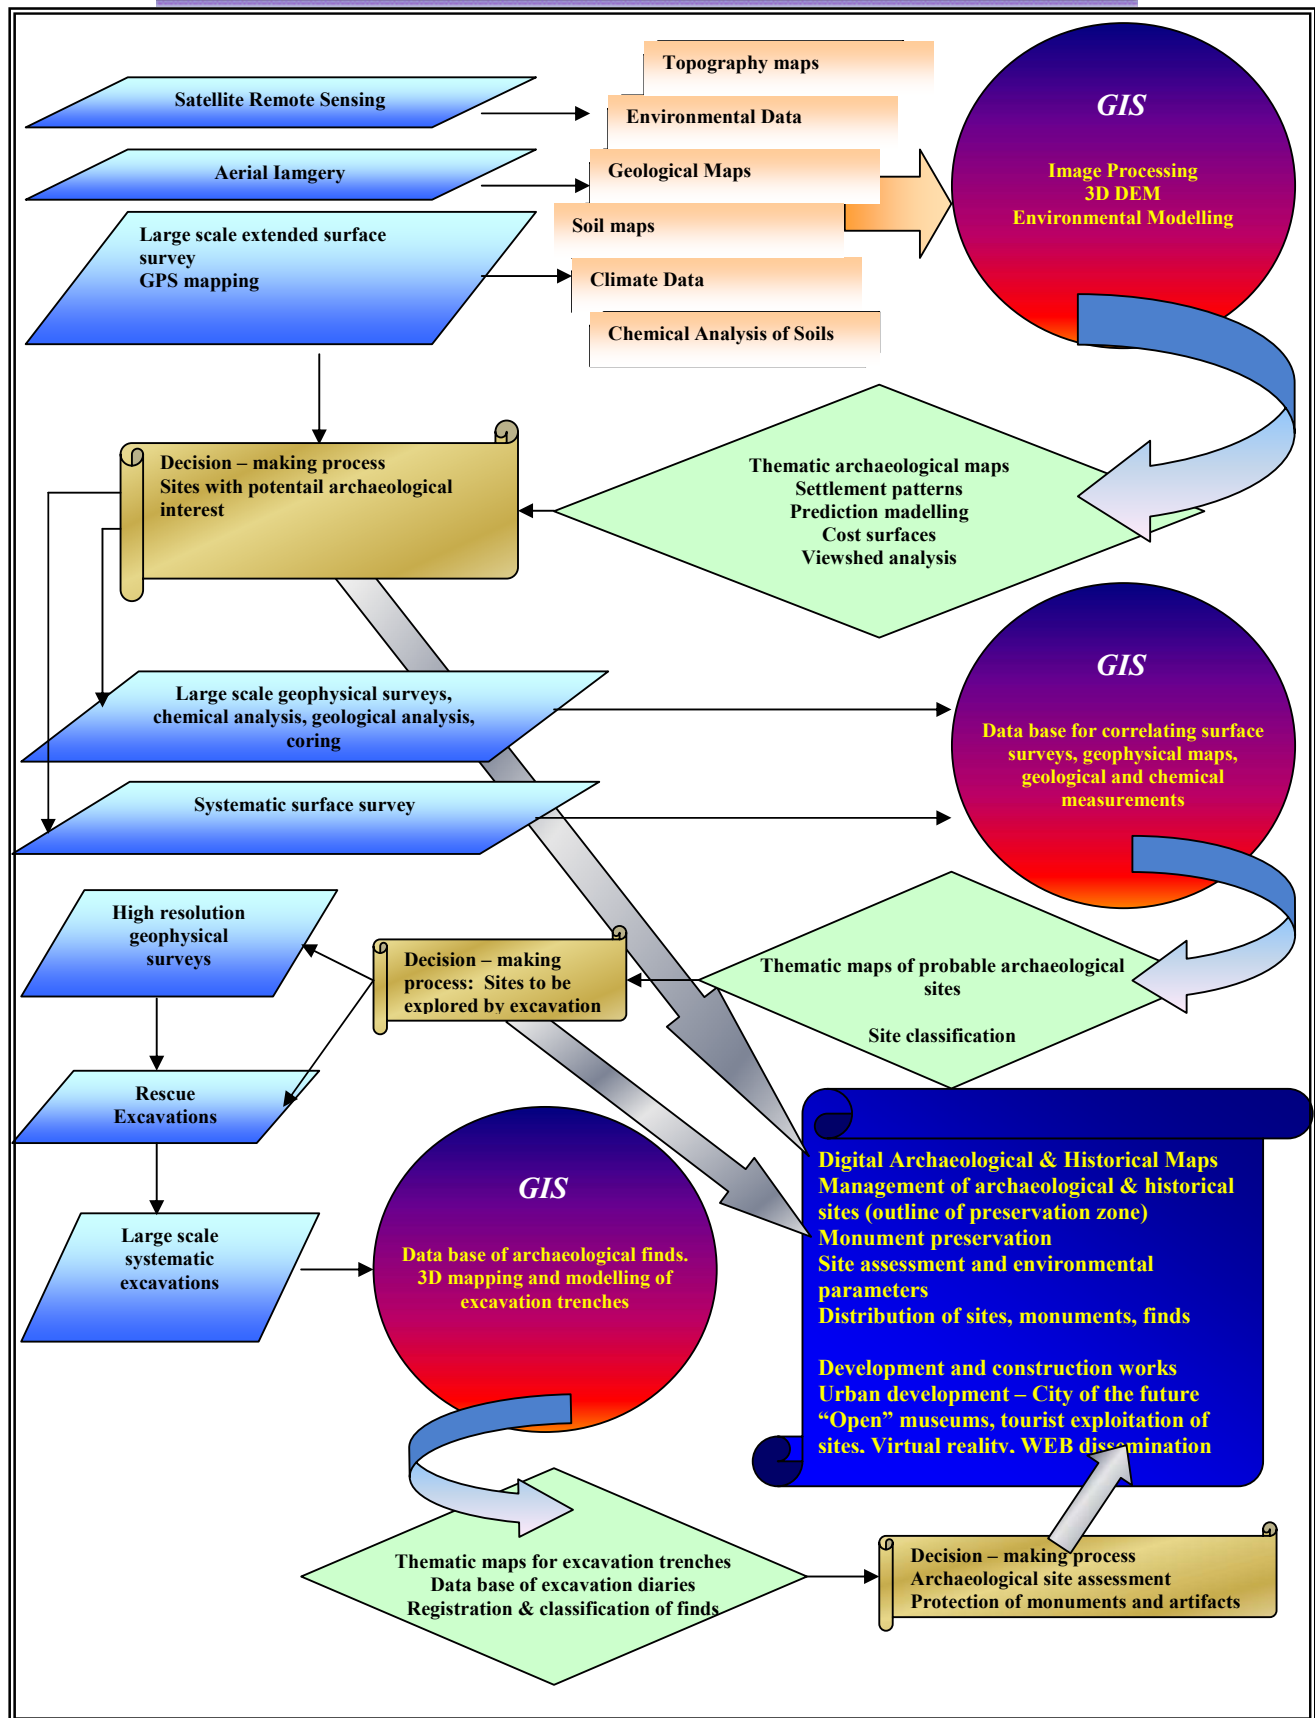 Satellite Remote Sensing
Aerial Iamgery
Large scale extended surface
survey
GPS mapping
Topography maps
Environmental Data
Geological Maps
Soil maps
Climate Data
Chemical Analysis of Soils
GIS
Image Processing
3D DEM
Environmental Modelling
Decision – making process
Sites with potentail archaeological
interest
Thematic archaeological maps
Settlement patterns
Prediction madelling
Cost surfaces
Viewshed analysis
Large scale geophysical surveys,
chemical analysis, geological analysis,
coring
Systematic surface survey
GIS
Data base for correlating surface
surveys, geophysical maps,
geological and chemical
measurements
High resolution
geophysical
surveys
Decision – making
process:  Sites to be
explored by excavation
Thematic maps of probable archaeological
sites
Site classification
Rescue
Excavations
Large scale
systematic
excavations
GIS
Data base of archaeological finds.
3D mapping and modelling of
excavation trenches
Digital Archaeological & Historical Maps
Management of archaeological & historical
sites (outline of preservation zone)
Monument preservation
Site assessment and environmental
parameters
Distribution of sites, monuments, finds
Development and construction works
Urban development – City of the future
“Open” museums, tourist exploitation of
sites, Virtual reality, WEB dissemination
Thematic maps for excavation trenches
Data base of excavation diaries
Registration & classification of finds
Decision – making process
Archaeological site assessment
Protection of monuments and artifacts